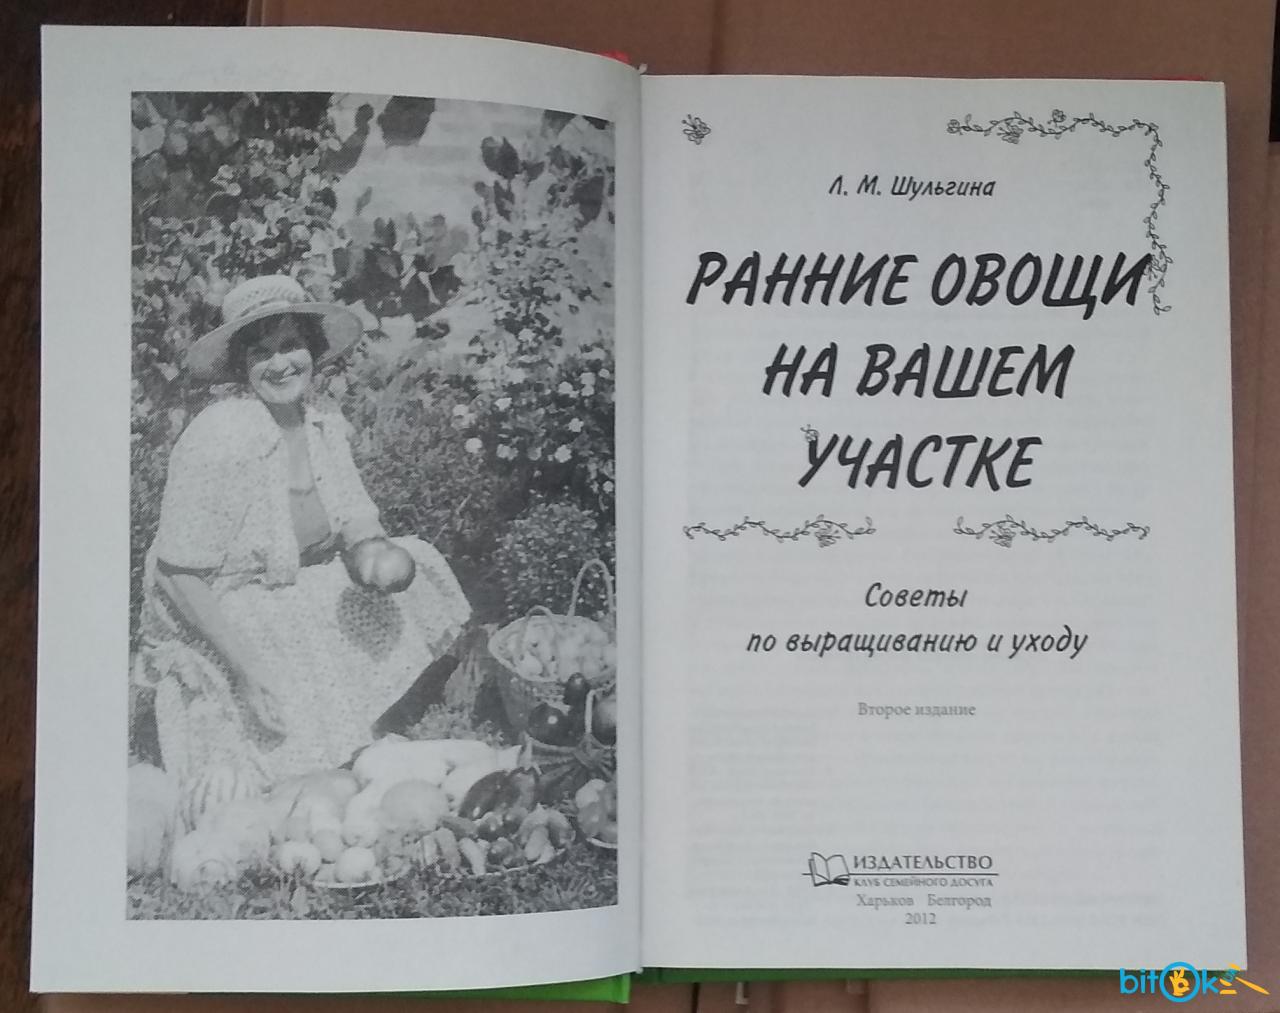 Л. М. Шульгина
РАННИЕ ОВОЩИ
НА ВАШЕМ
УЧАСТКЕ
Советы
по выращиванию и уходу
Второе издание
ИЗДАТЕЛЬСТВО
КЛУБ СЕМЕЙНОГО ДОСУГА
Харьков Белгород
2012
bitOk